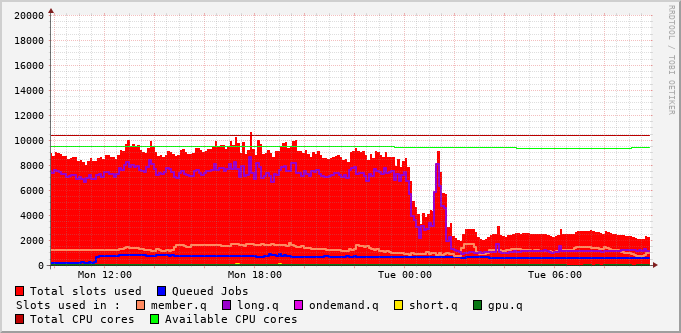 20000
18000
16000
14000
12000
10000
8000
6000
4000
2000
0
Mon 12:00 Mon 18:00 Tue 00:00 Tue 06:00
Total slots used Queued Jobs
Slots used in : member.q long.q ondemand.q short.q gpu.q
Total CPU cores Available CPU cores
RRDTOOL / TOBI OETIKER